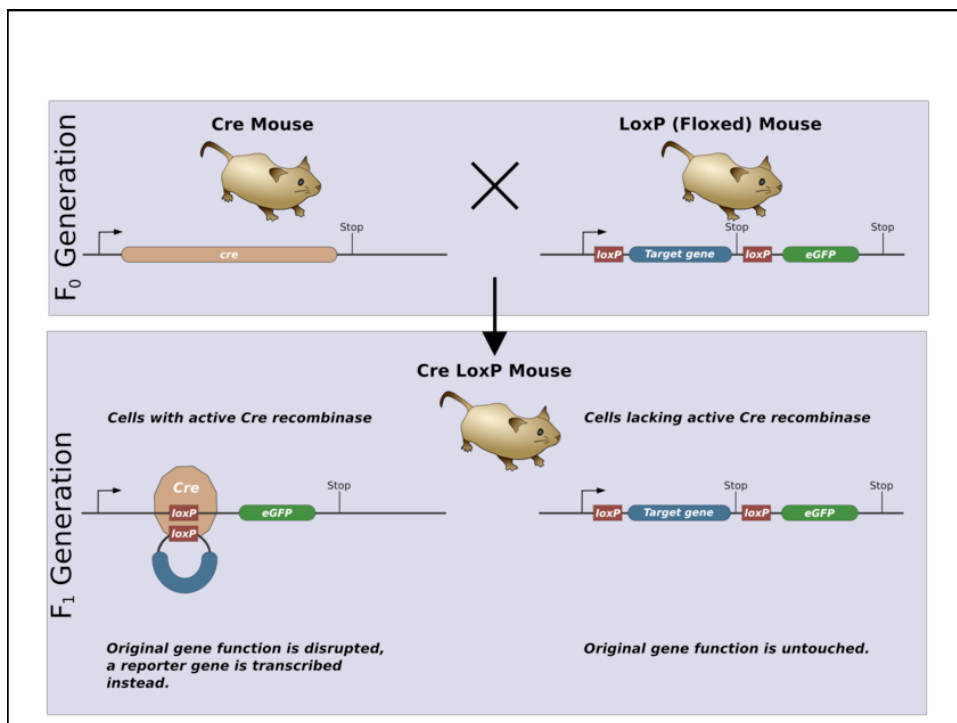 F0 Generation
Cre Mouse
LoxP (Floxed) Mouse
Stop
cre
Stop
Stop
loxP
Target gene
loxP
eGFP
F1 Generation
Cre LoxP Mouse
Cells with active Cre recombinase
Cells lacking active Cre recombinase
Cre
loxP
loxP
eGFP
Stop
Stop
Stop
loxP
Target gene
loxP
eGFP
Original gene function is disrupted,
a reporter gene is transcribed
instead.
Original gene function is untouched.